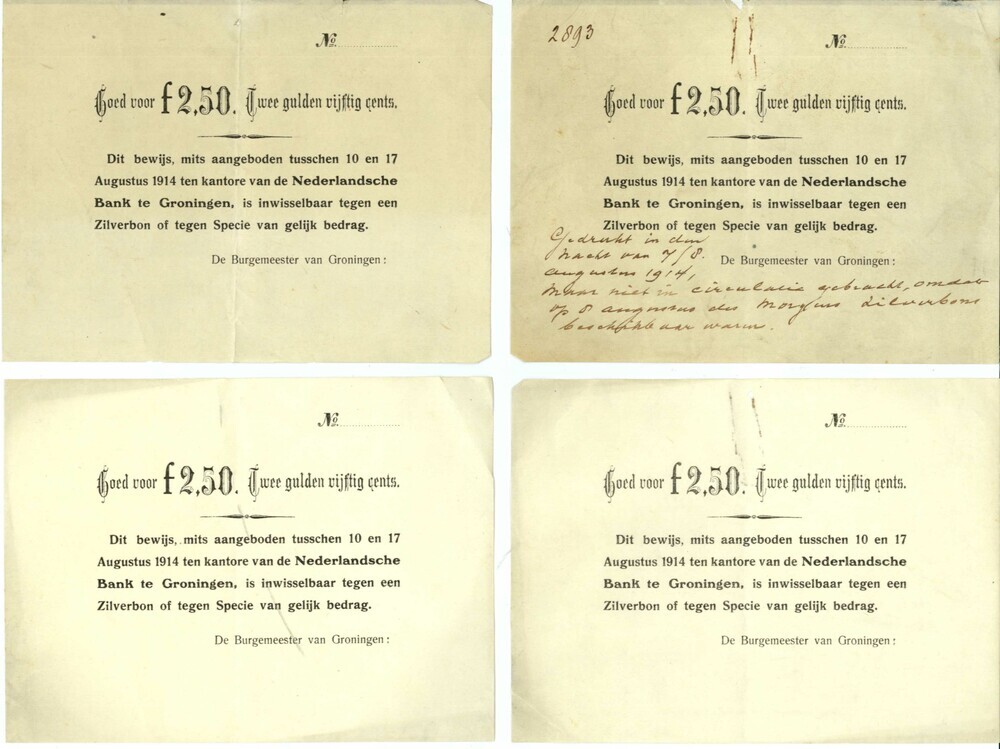 No.
Goed voor f 2,50. Twee gulden vijftig cents.
Dit bewijs, mits aangeboden tusschen 10 en 17
Augustus 1914 ten kantore van de Nederlandsche
Bank te Groningen, is inwisselbaar tegen een
Zilverbon of tegen Specie van gelijk bedrag.
De Burgemeester van Groningen:
2893
No.
Goed voor f 2,50. Twee gulden vijftig cents.
Dit bewijs, mits aangeboden tusschen 10 en 17
Augustus 1914 ten kantore van de Nederlandsche
Bank te Groningen, is inwisselbaar tegen een
Zilverbon of tegen Specie van gelijk bedrag.
De Burgemeester van Groningen:
Gedrukt in den
nacht van 7/8.
augustus 1914,
maar niet in circulatie gebracht, omdat
op 8 augustus des morgens zilverbons
beschikbaar waren.
No.
Goed voor f 2,50. Twee gulden vijftig cents.
Dit bewijs, mits aangeboden tusschen 10 en 17
Augustus 1914 ten kantore van de Nederlandsche
Bank te Groningen, is inwisselbaar tegen een
Zilverbon of tegen Specie van gelijk bedrag.
De Burgemeester van Groningen:
No.
Goed voor f 2,50. Twee gulden vijftig cents.
Dit bewijs, mits aangeboden tusschen 10 en 17
Augustus 1914 ten kantore van de Nederlandsche
Bank te Groningen, is inwisselbaar tegen een
Zilverbon of tegen Specie van gelijk bedrag.
De Burgemeester van Groningen: